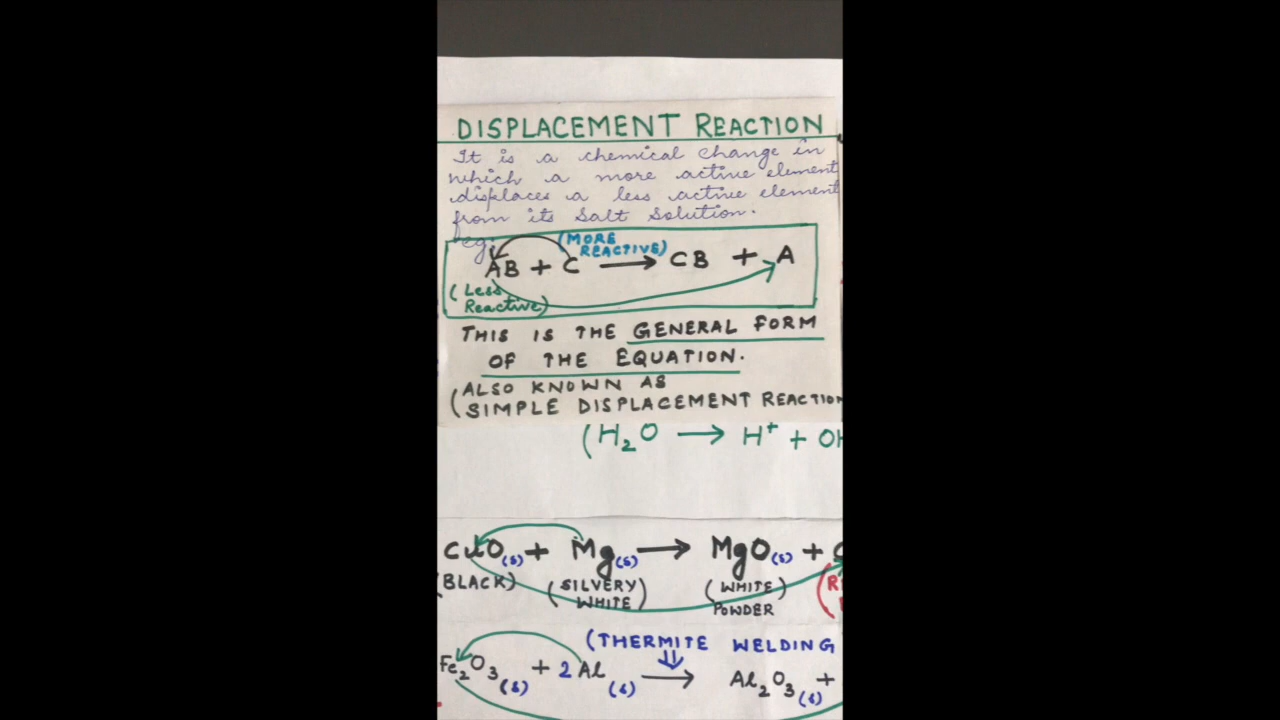 DISPLACEMENT REACTION
It is a chemical change in
which a more active element
displaces a less active element
from its salt solution.
eg:
(MORE
REACTIVE)
AB + C → CB + A
(Less
Reactive)
THIS IS THE GENERAL FORM
OF THE EQUATION.
(ALSO KNOWN AS
SIMPLE DISPLACEMENT REACTION
(H₂O → H⁺ + OH
CuO(s) + Mg(s) → MgO(s) +
(BLACK) (SILVERY WHITE) (WHITE) POWDER
(THERMITE WELDING
Fe₂O₃(s) + 2Al(s) → Al₂O₃(s) +